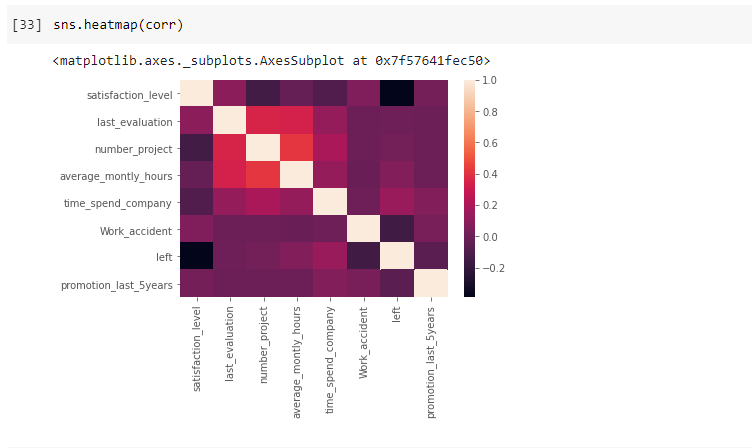 [33] sns.heatmap(corr)
<matplotlib.axes._subplots.AxesSubplot at 0x7f57641fec50>
satisfaction_level
last_evaluation
number_project
average_montly_hours
time_spend_company
Work_accident
left
promotion_last_5years
1.0
0.8
0.6
0.4
0.2
0.0
−0.2
satisfaction_level
last_evaluation
number_project
average_montly_hours
time_spend_company
Work_accident
left
promotion_last_5years